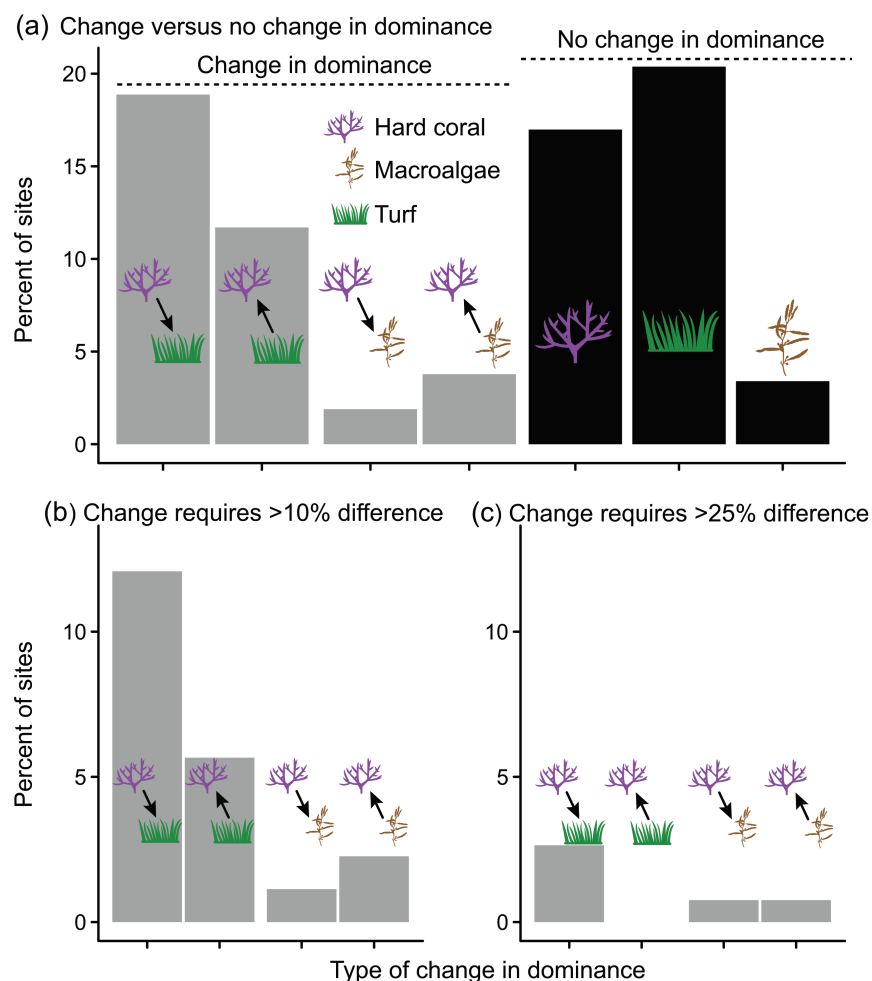 (a) Change versus no change in dominance
No change in dominance
Change in dominance
Hard coral
Macroalgae
Turf
Percent of sites
20
15
10
5
0
(b) Change requires >10% difference
(c) Change requires >25% difference
Percent of sites
10
5
0
10
5
0
Type of change in dominance